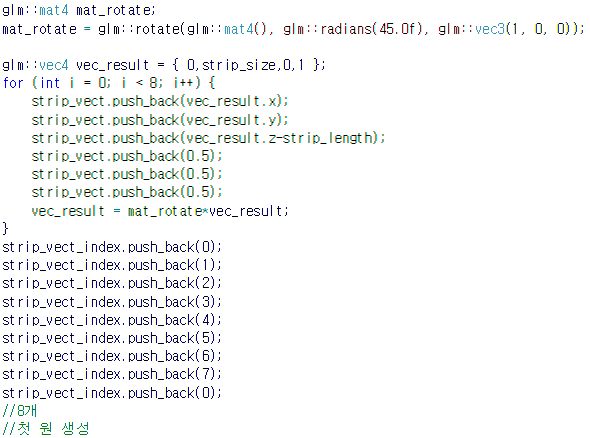 glm::mat4 mat_rotate;
mat_rotate = glm::rotate(glm::mat4(), glm::radians(45.0f), glm::vec3(1, 0, 0));
glm::vec4 vec_result = { 0,strip_size,0,1 };
for (int i = 0; i < 8; i++) {
strip_vect.push_back(vec_result.x);
strip_vect.push_back(vec_result.y);
strip_vect.push_back(vec_result.z-strip_length);
strip_vect.push_back(0.5);
strip_vect.push_back(0.5);
strip_vect.push_back(0.5);
vec_result = mat_rotate*vec_result;
}
strip_vect_index.push_back(0);
strip_vect_index.push_back(1);
strip_vect_index.push_back(2);
strip_vect_index.push_back(3);
strip_vect_index.push_back(4);
strip_vect_index.push_back(5);
strip_vect_index.push_back(6);
strip_vect_index.push_back(7);
strip_vect_index.push_back(0);
//8개
//첫 원 생성